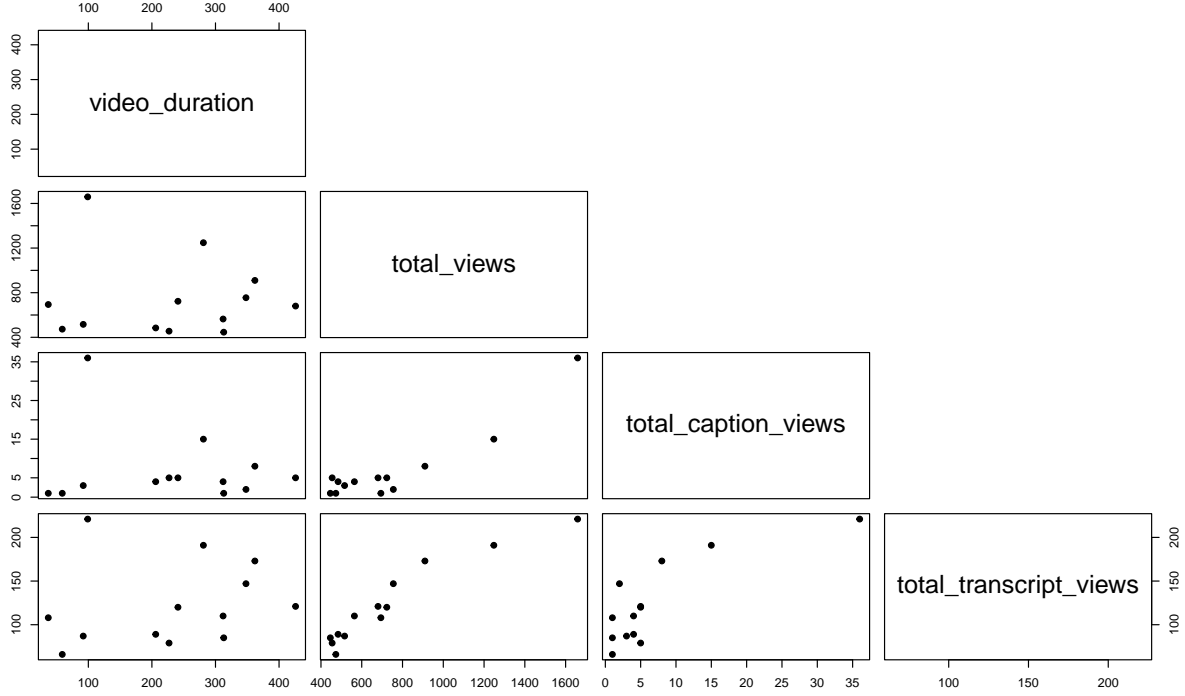 100 200 300 400
100 200 300 400
video_duration
400 800 1200 1600
total_views
0 5 15 25 35
total_caption_views
100 150 200
total_transcript_views
100 150 200
100 200 300 400
400 600 800 1000 1200 1400 1600
0 5 10 15 20 25 30 35
100 150 200